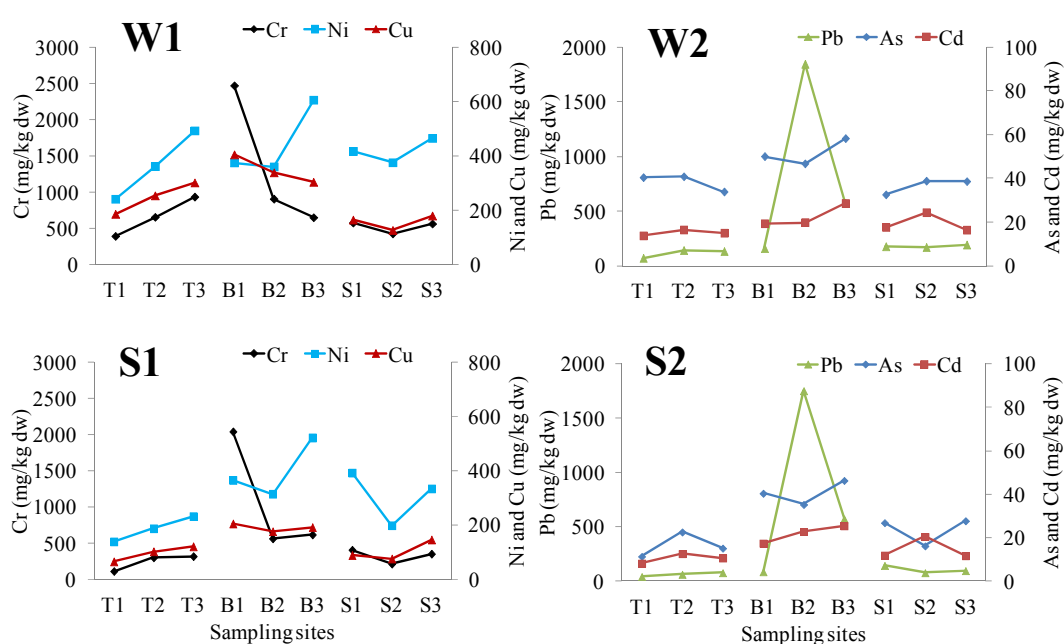 W1
Cr Ni Cu
Cr (mg/kg dw)
3000
2500
2000
1500
1000
500
0
800
600
400
200
0
Ni and Cu (mg/kg dw)
T1 T2 T3 B1 B2 B3 S1 S2 S3
W2
Pb As Cd
Pb (mg/kg dw)
2000
1500
1000
500
0
100
80
60
40
20
0
As and Cd (mg/kg dw)
T1 T2 T3 B1 B2 B3 S1 S2 S3
S1
Cr Ni Cu
Cr (mg/kg dw)
3000
2500
2000
1500
1000
500
0
800
600
400
200
0
Ni and Cu (mg/kg dw)
T1 T2 T3 B1 B2 B3 S1 S2 S3
Sampling sites
S2
Pb As Cd
Pb (mg/kg dw)
2000
1500
1000
500
0
100
80
60
40
20
0
As and Cd (mg/kg dw)
T1 T2 T3 B1 B2 B3 S1 S2 S3
Sampling sites